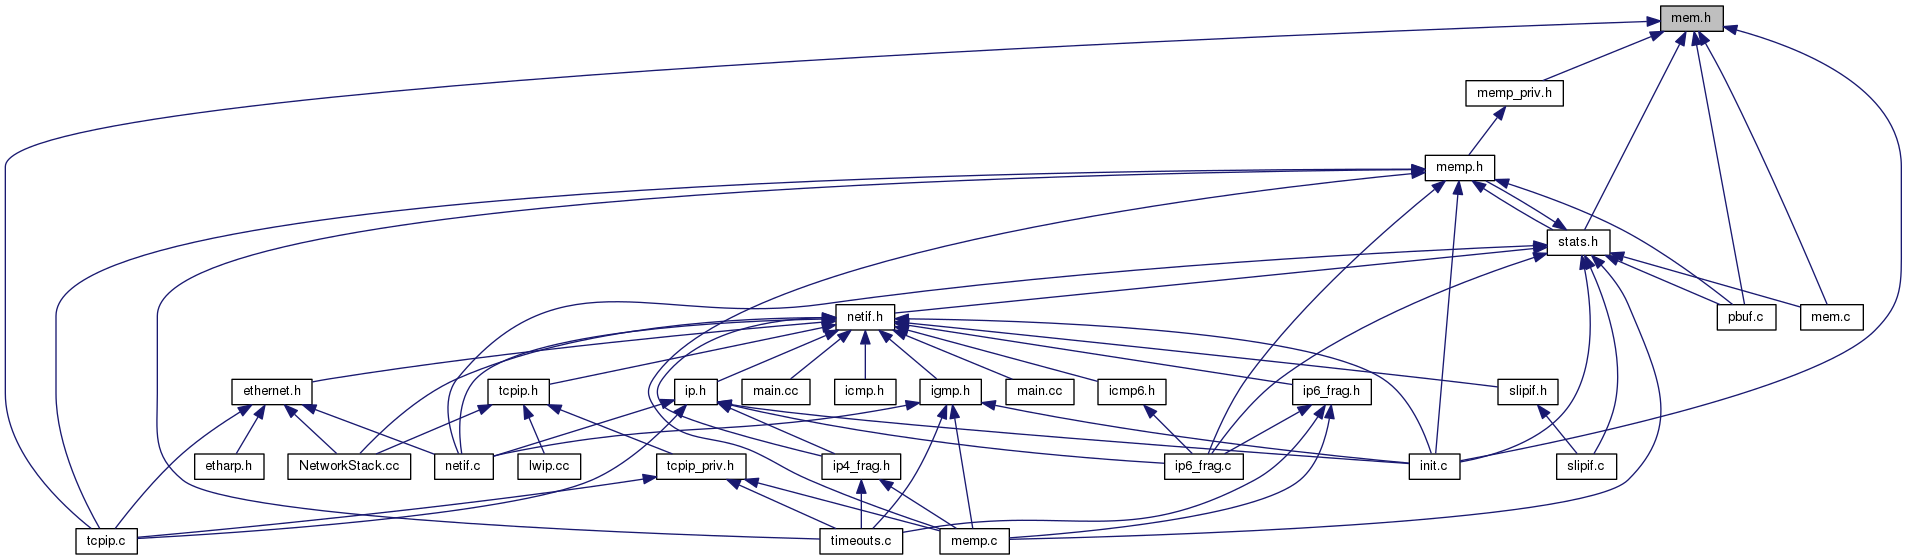 mem.h
memp_priv.h
memp.h
stats.h
netif.h
pbuf.c
mem.c
ethernet.h
tcpip.h
ip.h
main.cc
icmp.h
igmp.h
main.cc
icmp6.h
ip6_frag.h
slipif.h
etharp.h
NetworkStack.cc
netif.c
lwip.cc
tcpip_priv.h
ip4_frag.h
ip6_frag.c
init.c
slipif.c
tcpip.c
timeouts.c
memp.c